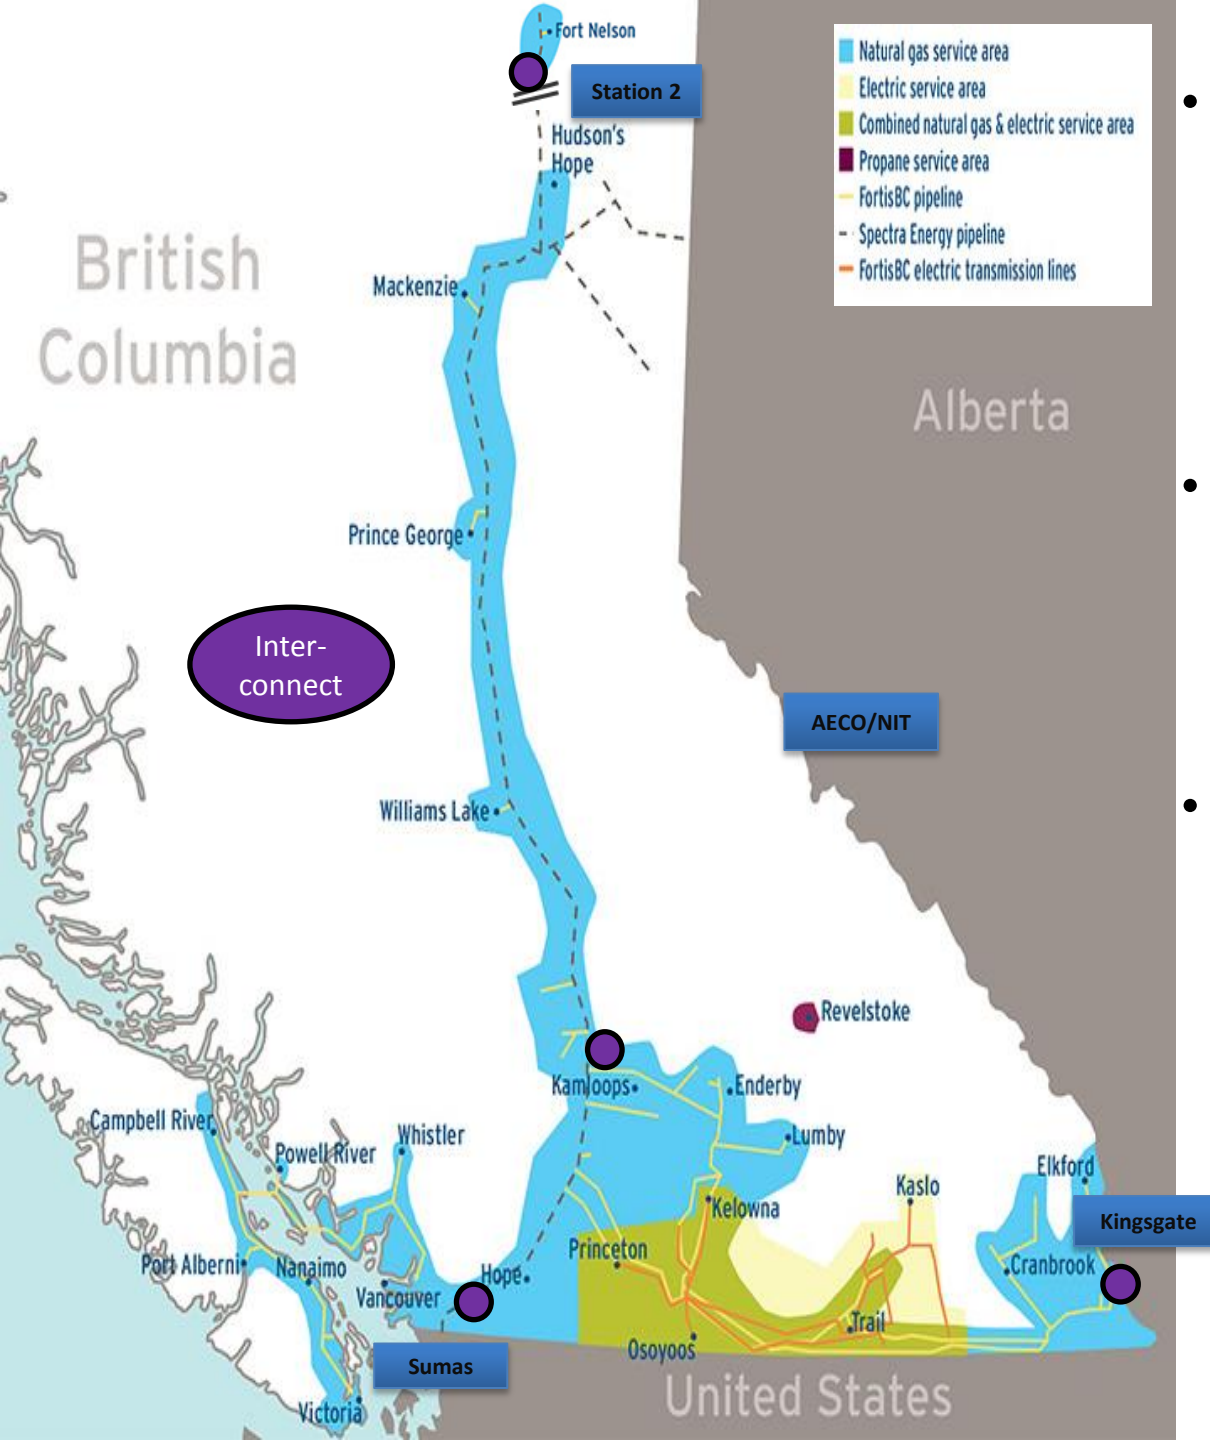 Fort Nelson
Station 2
Hudson's
Hope
Natural gas service area
Electric service area
Combined natural gas & electric service area
Propane service area
FortisBC pipeline
Spectra Energy pipeline
FortisBC electric transmission lines
British
Columbia
Mackenzie
Alberta
Prince George
Inter-
connect
AECO/NIT
Williams Lake
Revelstoke
Kamloops
Enderby
Campbell River
Powell River
Whistler
Lumby
Elkford
Kaslo
Kelowna
Kingsgate
Port Alberni
Nanaimo
Vancouver
Hope
Princeton
Cranbrook
Trail
Osoyoos
Sumas
United States
Victoria
•
•
•